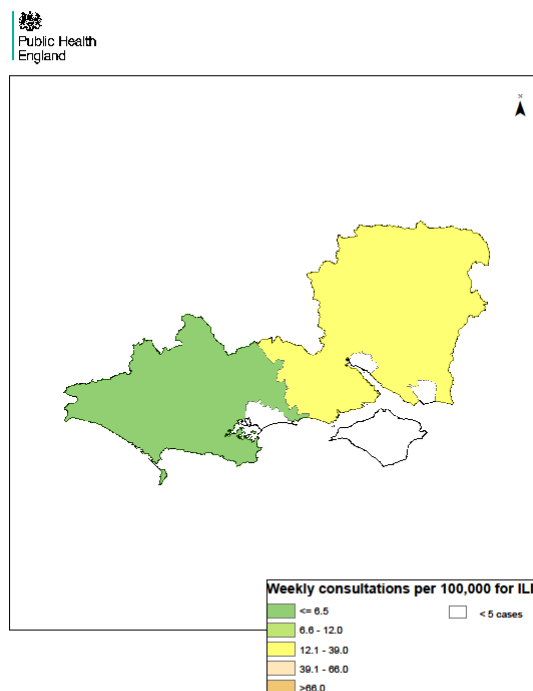 Public Health
England
N
Weekly consultations per 100,000 for ILI
<= 6.5
< 5 cases
6.6 - 12.0
12.1 - 39.0
39.1 - 66.0
>66.0